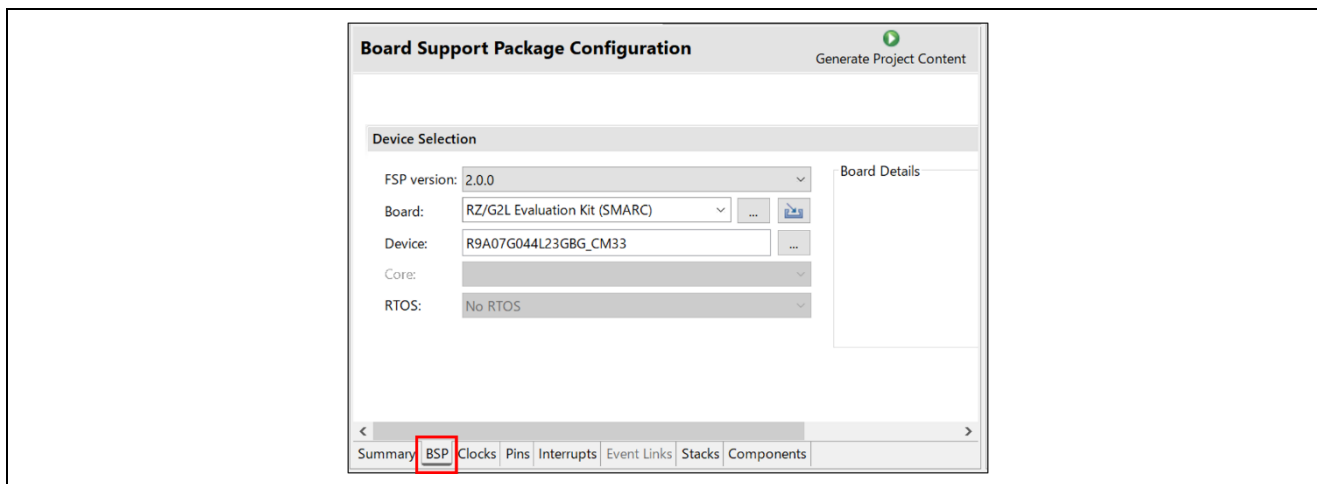 Board Support Package Configuration
Generate Project Content
Device Selection
FSP version: 2.0.0
Board Details
Board: RZ/G2L Evaluation Kit (SMARC) ...
Device: R9A07G044L23GBG_CM33 ...
Core:
RTOS: No RTOS
Summary BSP Clocks Pins Interrupts Event Links Stacks Components